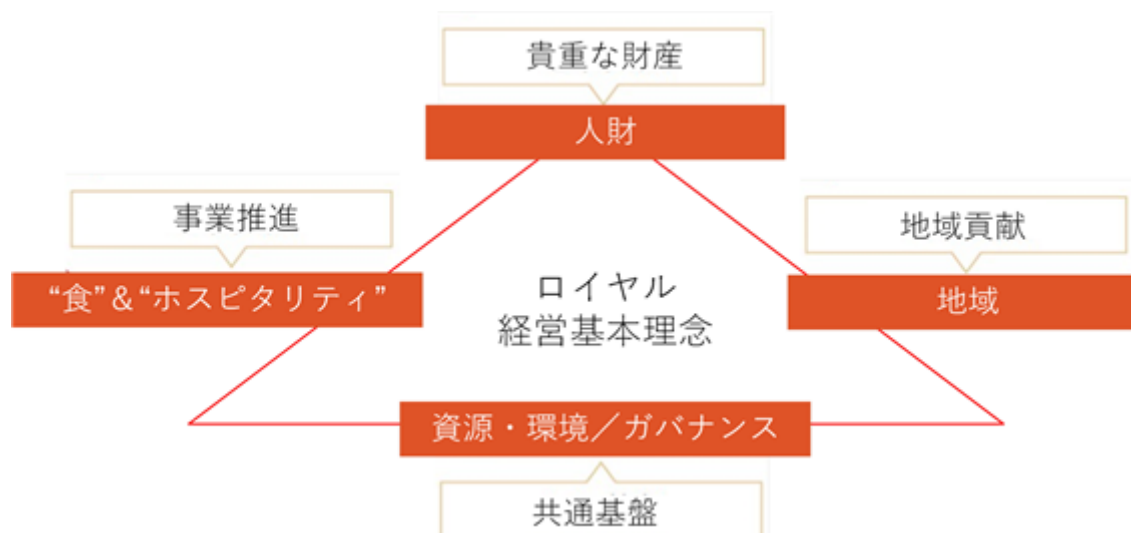 貴重な財産
人財
事業推進
地域貢献
“食”&“ホスピタリティ”
地域
ロイヤル
経営基本理念
資源・環境／ガバナンス
共通基盤